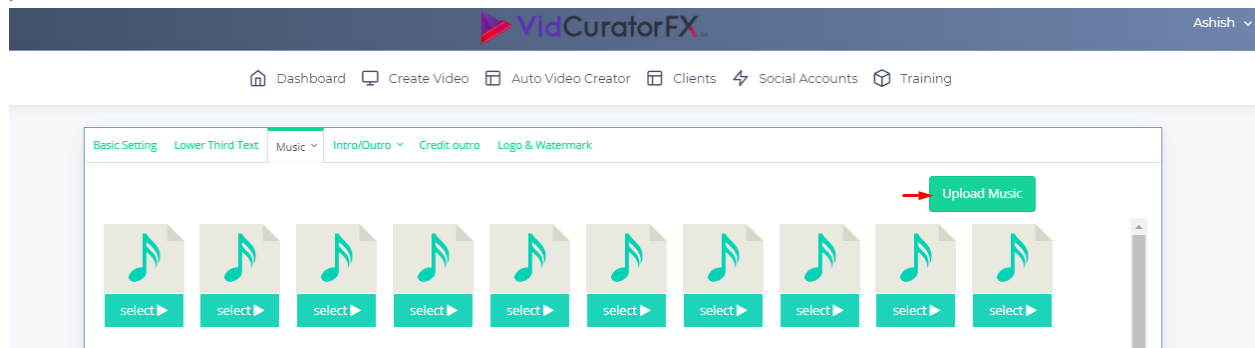 VidCuratorFX
Ashish
Dashboard Create Video Auto Video Creator Clients Social Accounts Training
Basic Setting Lower Third Text Music Intro/Outro Credit outro Logo & Watermark
Upload Music
select select select select select select select select select select